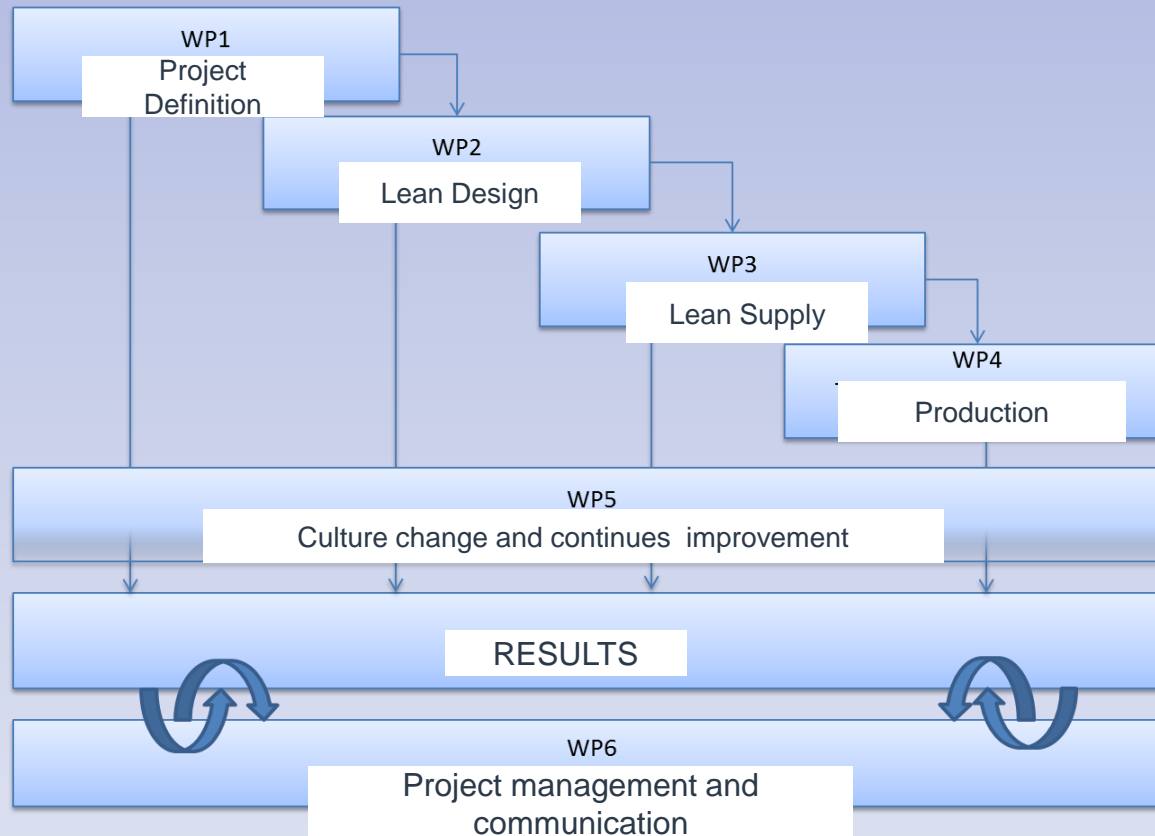 WP1
Project
Definition
WP2
Lean Design
WP3
Lean Supply
WP4
Production
WP5
Culture change and continues  improvement
RESULTS
WP6
Project management and
communication